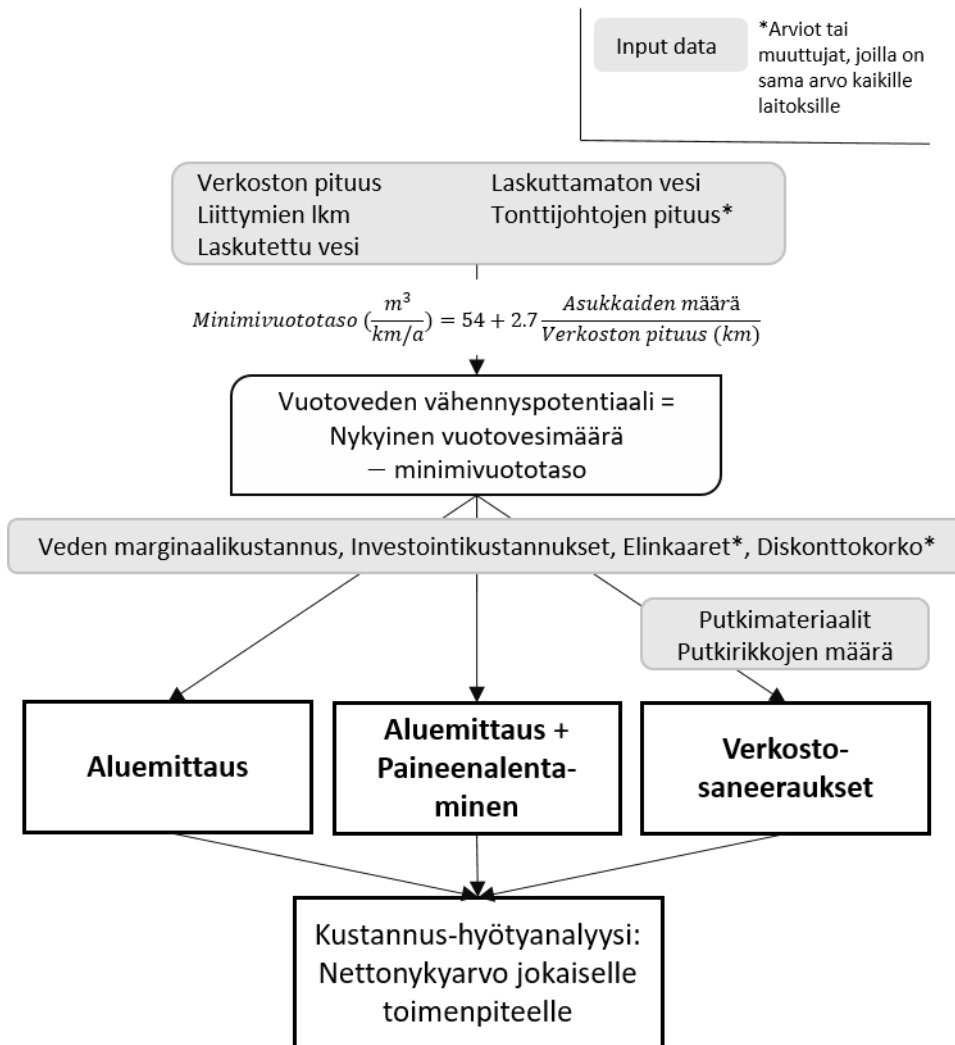 Input data
*Arviot tai
muuttujat, joilla on
sama arvo kaikille
laitoksille
Verkoston pituus
Liittymien lkm
Laskutettu vesi
Laskuttamaton vesi
Tonttijohtojen pituus*
Minimivuototaso (m³/km/a) = 54 + 2.7 Asukkaiden määrä/Verkoston pituus (km)
Vuotoveden vähennyspotentiaali =
Nykyinen vuotovesimäärä
− minimivuototaso
Veden marginaalikustannus, Investointikustannukset, Elinkaaret*, Diskonttokorko*
Putkimateriaalit
Putkirikkojen määrä
Aluemittaus
Aluemittaus +
Paineenalenta-
minen
Verkosto-
saneeraukset
Kustannus-hyötyanalyysi:
Nettonykyarvo jokaiselle
toimenpiteelle